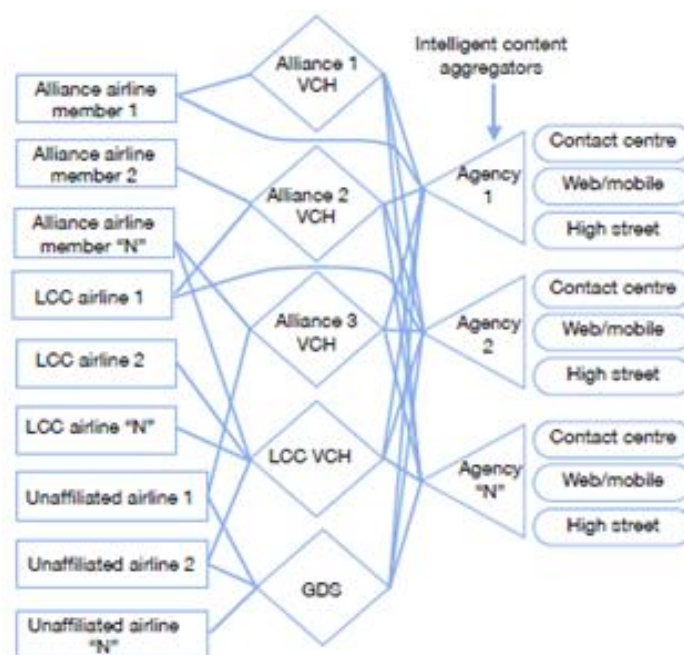 Intelligent content
aggregators
Alliance airline
member 1
Alliance airline
member 2
Alliance airline
member "N"
LCC airline 1
LCC airline 2
LCC airline "N"
Unaffiliated airline 1
Unaffiliated airline 2
Unaffiliated airline
"N"
Alliance 1
VCH
Alliance 2
VCH
Alliance 3
VCH
LCC VCH
GDS
Agency
1
Agency
2
Agency
"N"
Contact centre
Web/mobile
High street
Contact centre
Web/mobile
High street
Contact centre
Web/mobile
High street